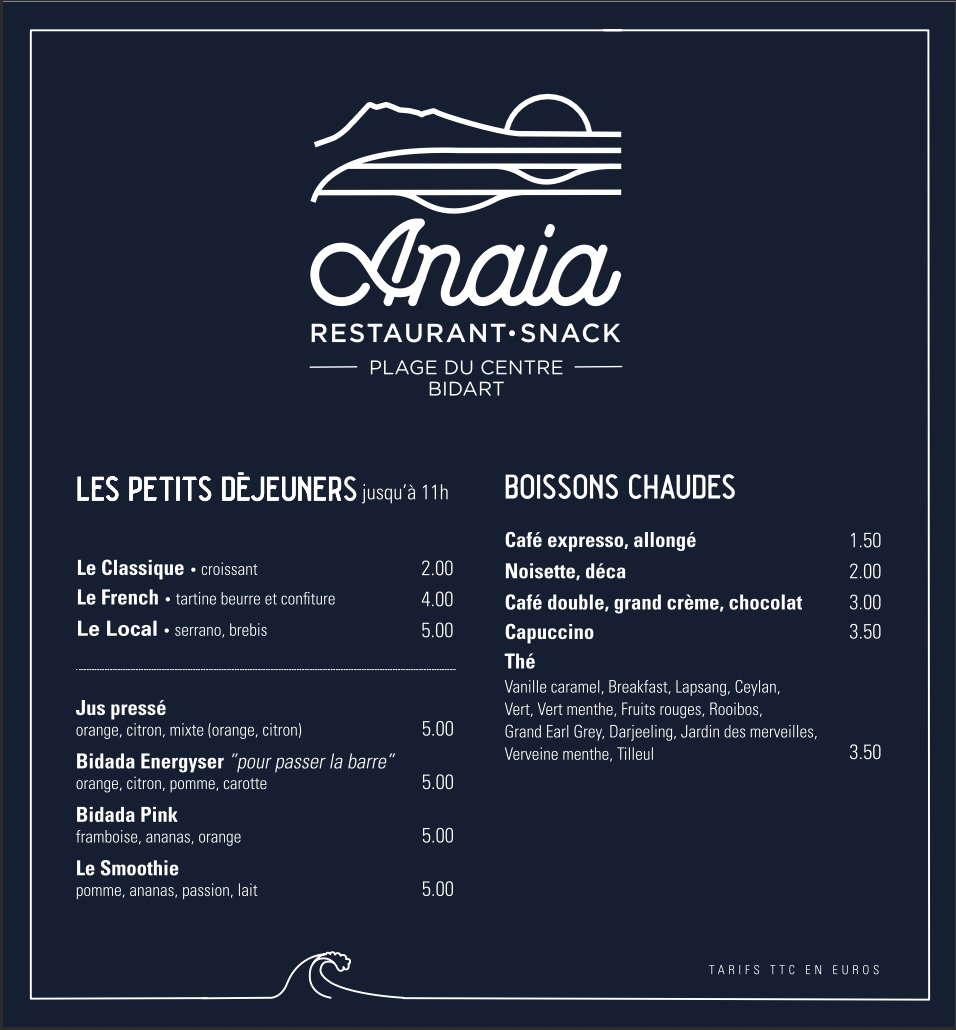 Anaia
RESTAURANT•SNACK
PLAGE DU CENTRE
BIDART
LES PETITS DÉJEUNERS jusqu'à 11h
Le Classique • croissant 2.00
Le French • tartine beurre et confiture 4.00
Le Local • serrano, brebis 5.00
Jus pressé
orange, citron, mixte (orange, citron) 5.00
Bidada Energyser "pour passer la barre"
orange, citron, pomme, carotte 5.00
Bidada Pink
framboise, ananas, orange 5.00
Le Smoothie
pomme, ananas, passion, lait 5.00
BOISSONS CHAUDES
Café expresso, allongé 1.50
Noisette, déca 2.00
Café double, grand crème, chocolat 3.00
Capuccino 3.50
Thé
Vanille caramel, Breakfast, Lapsang, Ceylan,
Vert, Vert menthe, Fruits rouges, Rooibos,
Grand Earl Grey, Darjeeling, Jardin des merveilles,
Verveine menthe, Tilleul 3.50
TARIFS TTC EN EUROS